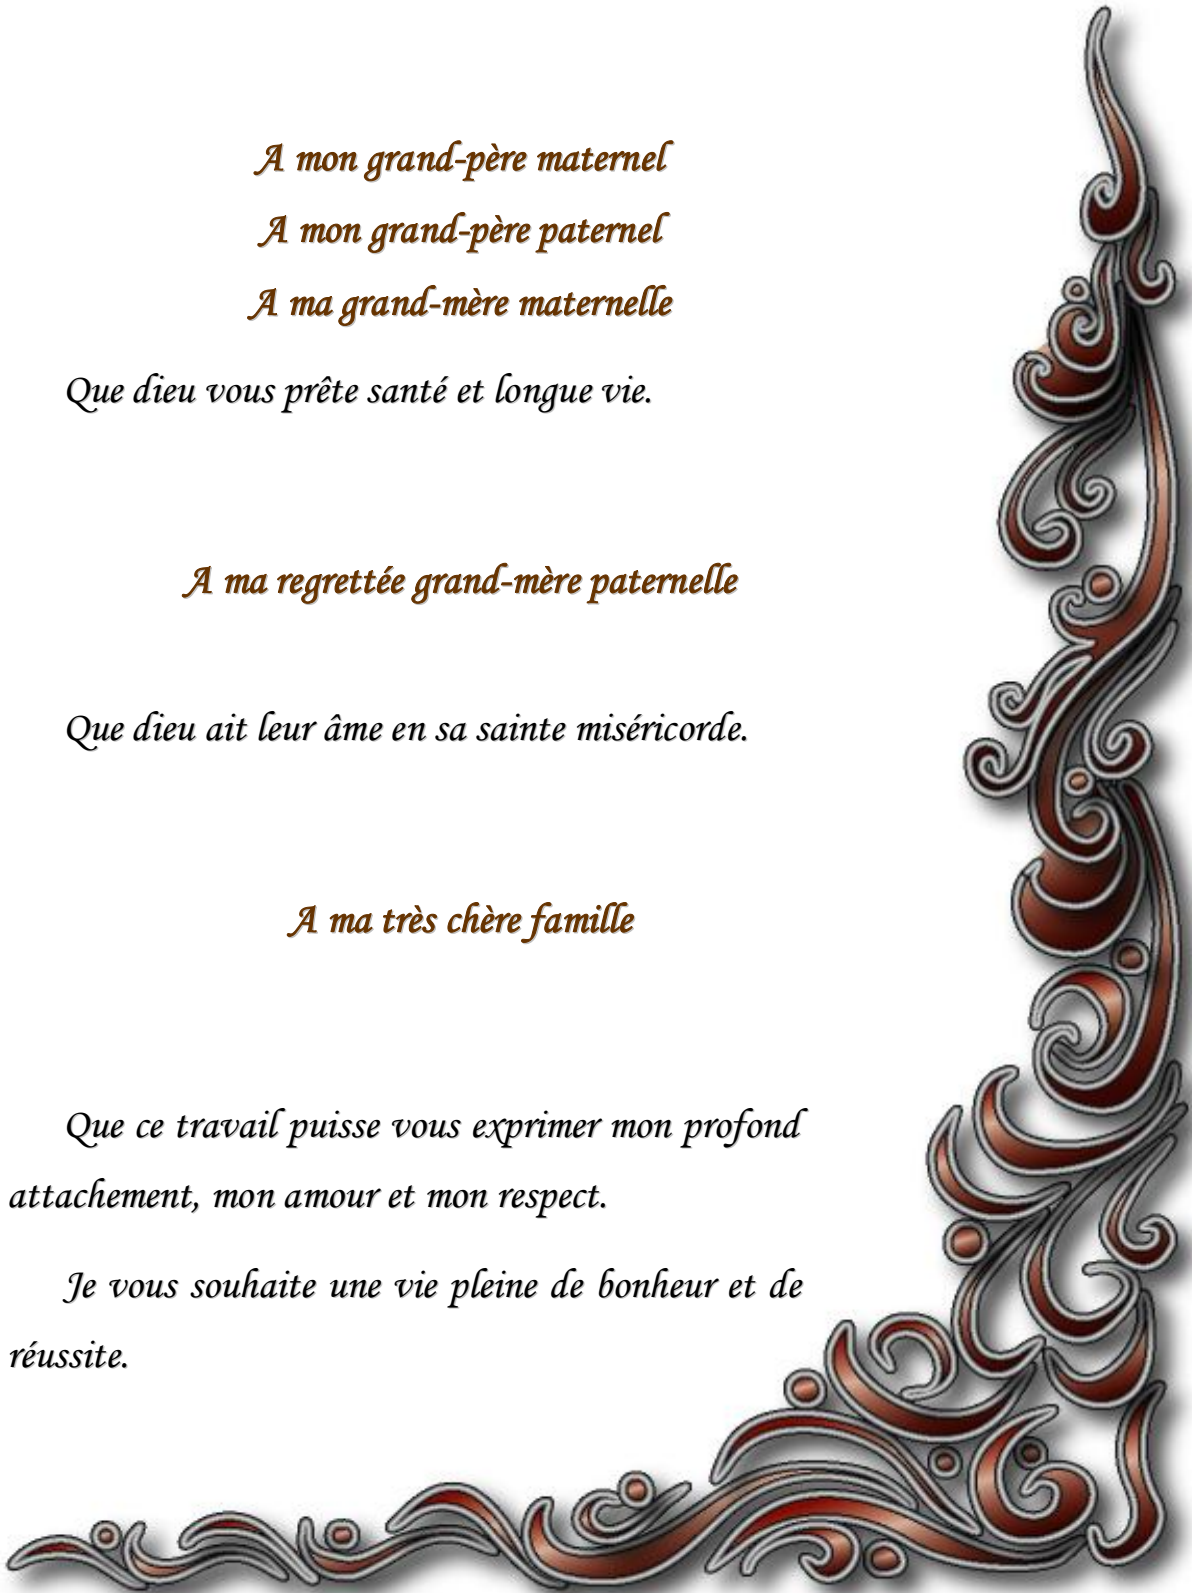 A mon grand-père maternel
A mon grand-père paternel
A ma grand-mère maternelle
Que dieu vous prête santé et longue vie.
A ma regrettée grand-mère paternelle
Que dieu ait leur âme en sa sainte miséricorde.
A ma très chère famille
Que ce travail puisse vous exprimer mon profond
attachement, mon amour et mon respect.
Je vous souhaite une vie pleine de bonheur et de
réussite.